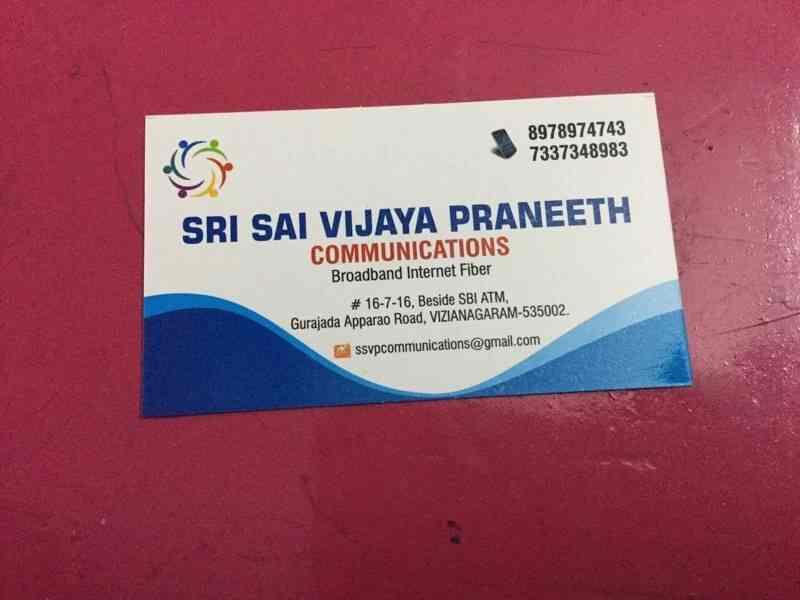 8978974743
7337348983
SRI SAI VIJAYA PRANEETH
COMMUNICATIONS
Broadband Internet Fiber
# 16-7-16, Beside SBI ATM,
Gurajada Apparao Road, VIZIANAGARAM-535002.
ssvpcommunications@gmail.com